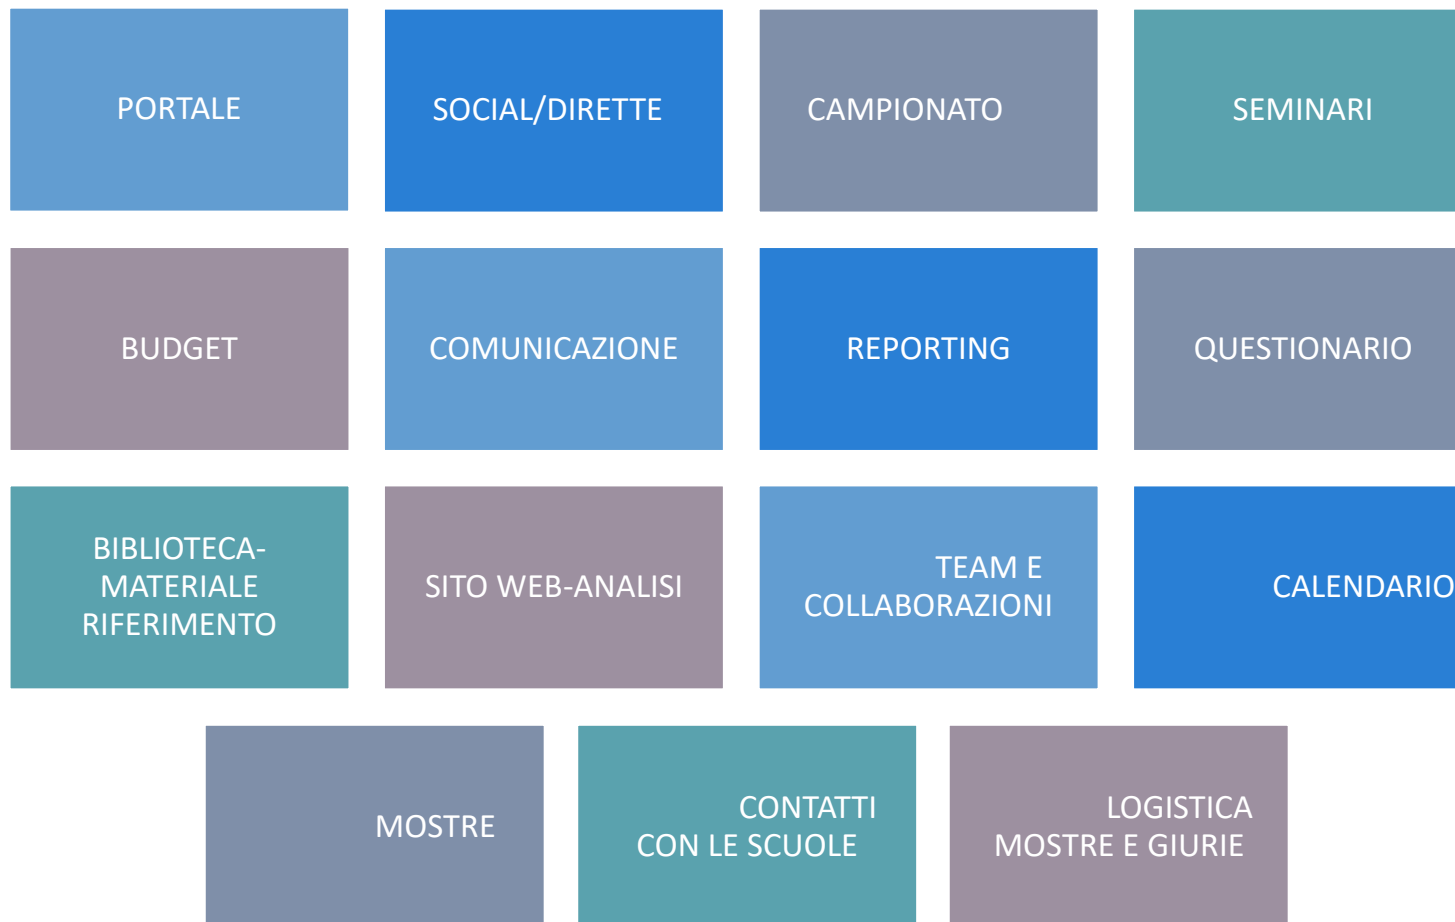 PORTALE
SOCIAL/DIRETTE
CAMPIONATO
SEMINARI
BUDGET
COMUNICAZIONE
REPORTING
QUESTIONARIO
BIBLIOTECA-
MATERIALE
RIFERIMENTO
SITO WEB-ANALISI
TEAM E
COLLABORAZIONI
CALENDARIO
MOSTRE
CONTATTI
CON LE SCUOLE
LOGISTICA
MOSTRE E GIURIE